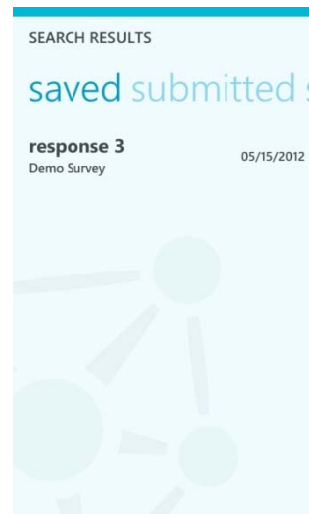 SEARCH RESULTS
saved submitted s
response 3
Demo Survey
05/15/2012